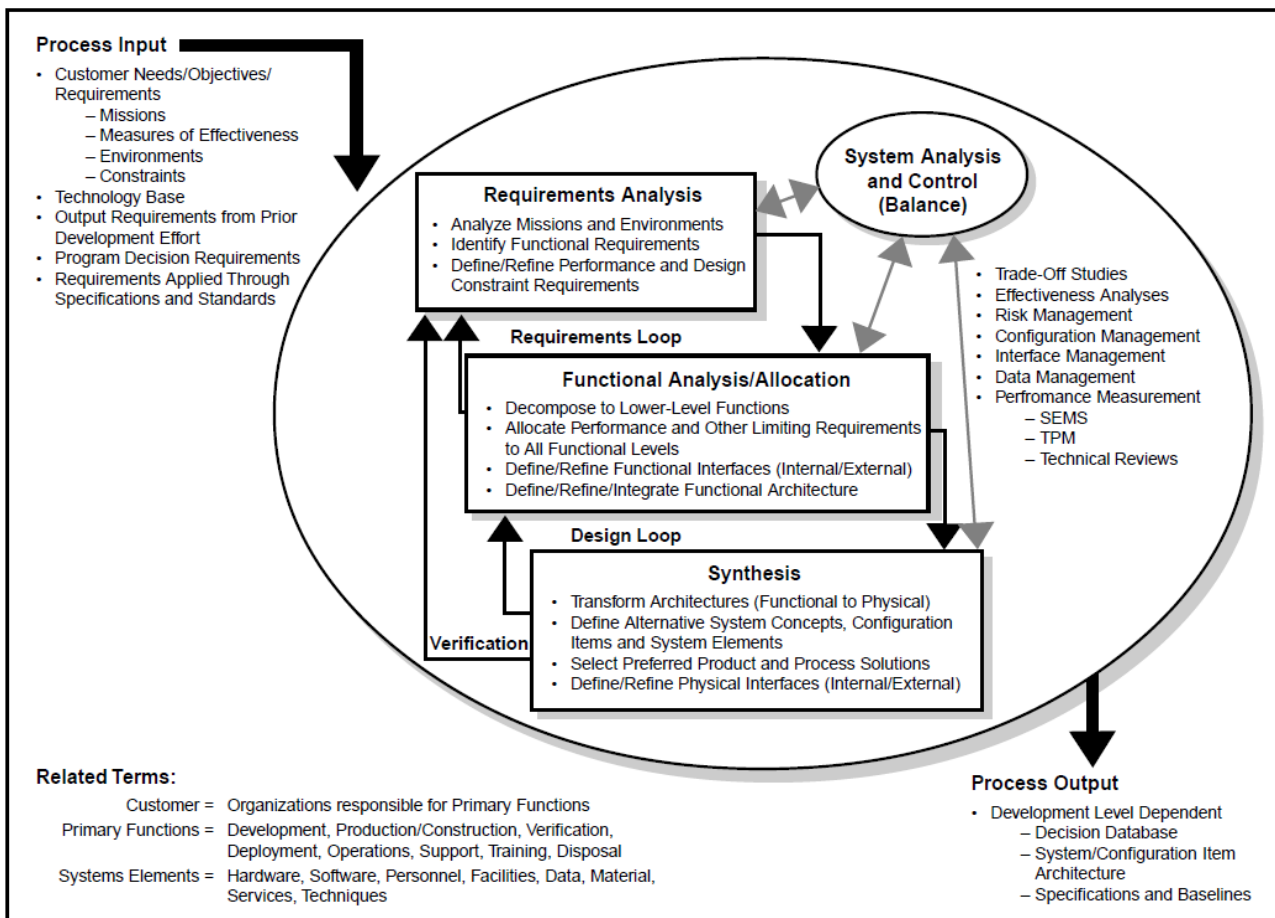 Process Input
• Customer Needs/Objectives/
Requirements
– Missions
– Measures of Effectiveness
– Environments
– Constraints
• Technology Base
• Output Requirements from Prior
Development Effort
• Program Decision Requirements
• Requirements Applied Through
Specifications and Standards
System Analysis
and Control
(Balance)
Requirements Analysis
• Analyze Missions and Environments
• Identify Functional Requirements
• Define/Refine Performance and Design
Constraint Requirements
• Trade-Off Studies
• Effectiveness Analyses
• Risk Management
• Configuration Management
• Interface Management
• Data Management
• Perfromance Measurement
– SEMS
– TPM
– Technical Reviews
Requirements Loop
Functional Analysis/Allocation
• Decompose to Lower-Level Functions
• Allocate Performance and Other Limiting Requirements
to All Functional Levels
• Define/Refine Functional Interfaces (Internal/External)
• Define/Refine/Integrate Functional Architecture
Design Loop
Synthesis
• Transform Architectures (Functional to Physical)
• Define Alternative System Concepts, Configuration
Items and System Elements
• Select Preferred Product and Process Solutions
• Define/Refine Physical Interfaces (Internal/External)
Verification
Related Terms:
Customer = Organizations responsible for Primary Functions
Primary Functions = Development, Production/Construction, Verification,
Deployment, Operations, Support, Training, Disposal
Systems Elements = Hardware, Software, Personnel, Facilities, Data, Material,
Services, Techniques
Process Output
• Development Level Dependent
– Decision Database
– System/Configuration Item
Architecture
– Specifications and Baselines